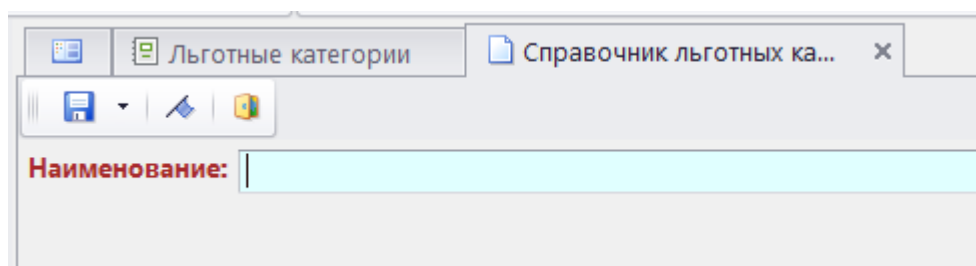 Льготные категории
Справочник льготных ка...
Наименование: